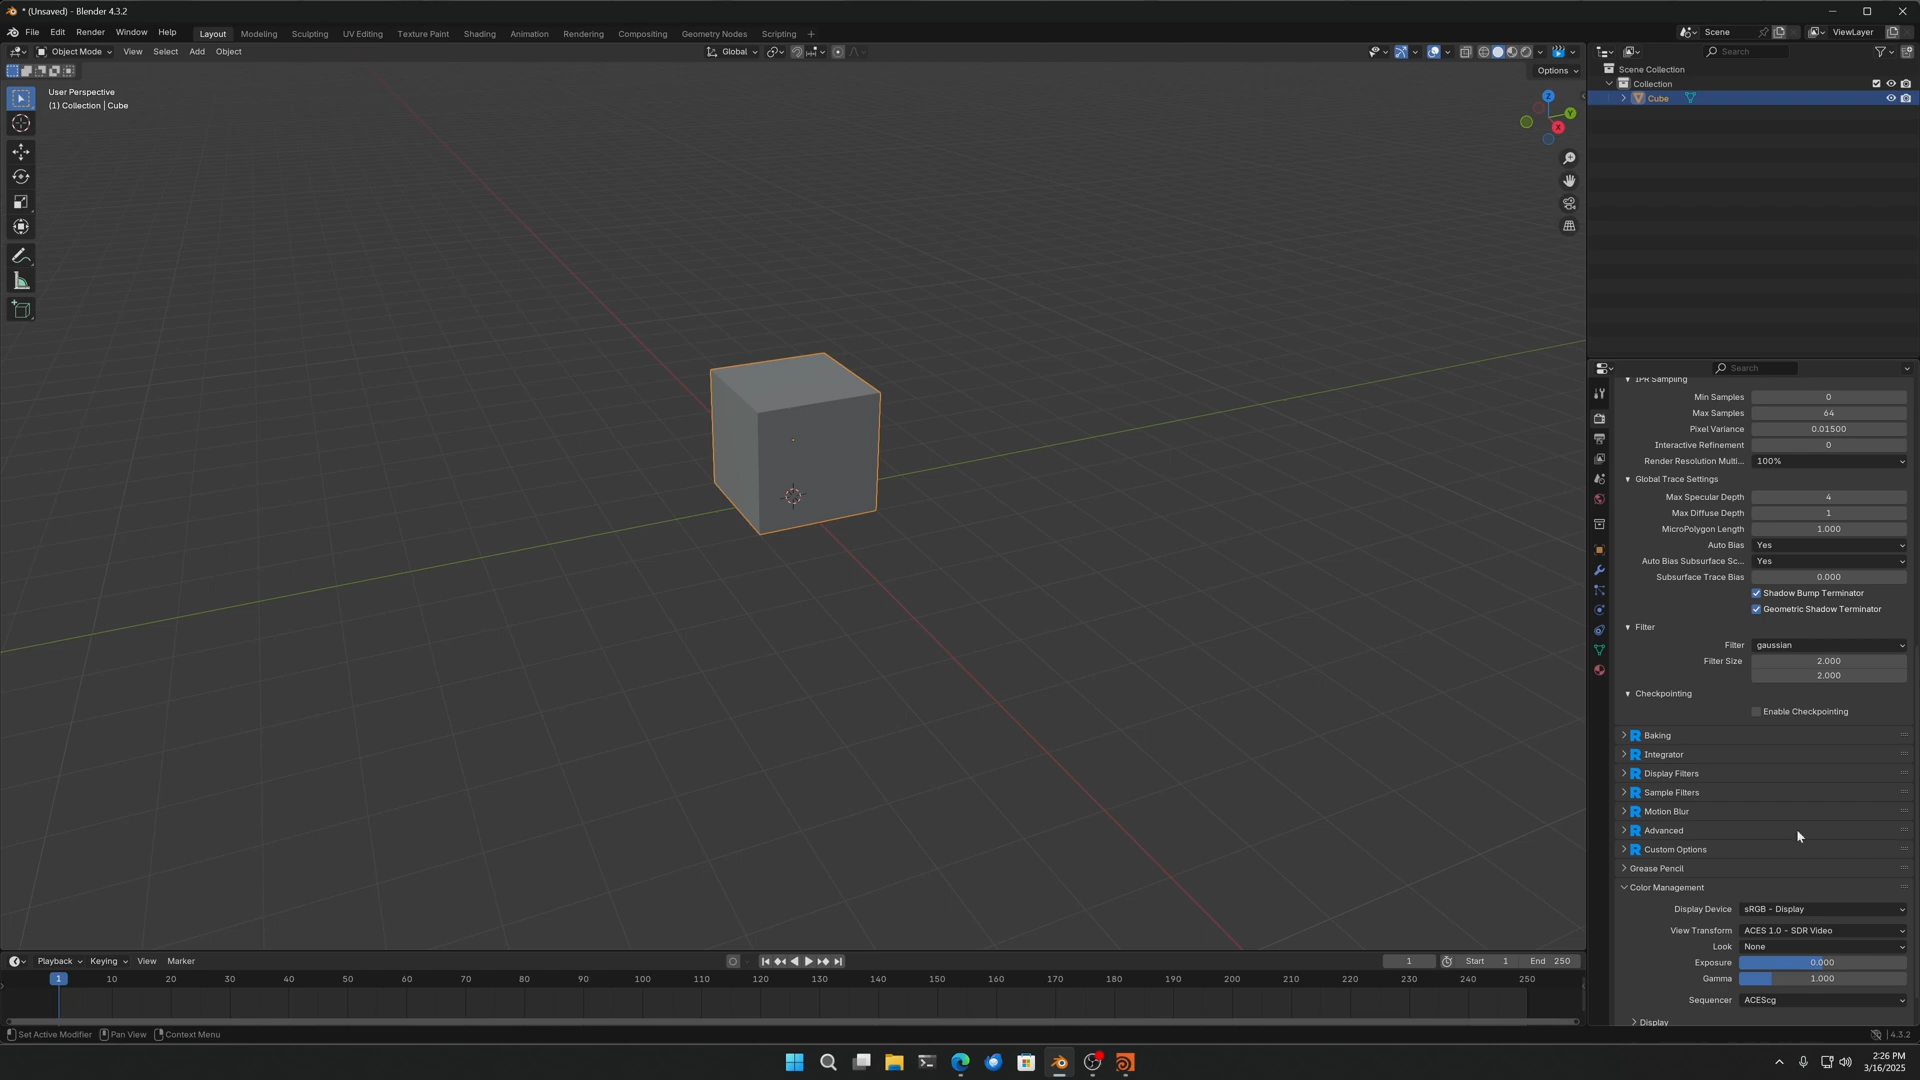 * (Unsaved) - Blender 4.3.2
File Edit Render Window Help Layout Modeling Sculpting UV Editing Texture Paint Shading Animation Rendering Compositing Geometry Nodes Scripting + Scene ViewLayer
Object Mode View Select Add Object Global Search
Options
User Perspective
(1) Collection | Cube
Z
Y
X
Scene Collection
Collection
Cube
Search
IPR Sampling
Min Samples 0
Max Samples 64
Pixel Variance 0.01500
Interactive Refinement 0
Render Resolution Multi... 100%
Global Trace Settings
Max Specular Depth 4
Max Diffuse Depth 1
MicroPolygon Length 1.000
Auto Bias Yes
Auto Bias Subsurface Sc... Yes
Subsurface Trace Bias 0.000
Shadow Bump Terminator
Geometric Shadow Terminator
Filter
Filter gaussian
Filter Size 2.000
2.000
Checkpointing
Enable Checkpointing
Baking
Integrator
Display Filters
Sample Filters
Motion Blur
Advanced
Custom Options
Grease Pencil
Color Management
Display Device sRGB - Display
View Transform ACES 1.0 - SDR Video
Look None
Exposure 0.000
Gamma 1.000
Sequencer ACEScg
Display
Playback Keying View Marker 1 Start 1 End 250
1 10 20 30 40 50 60 70 80 90 100 110 120 130 140 150 160 170 180 190 200 210 220 230 240 250
Set Active Modifier Pan View Context Menu 4.3.2
2:26 PM
3/16/2025